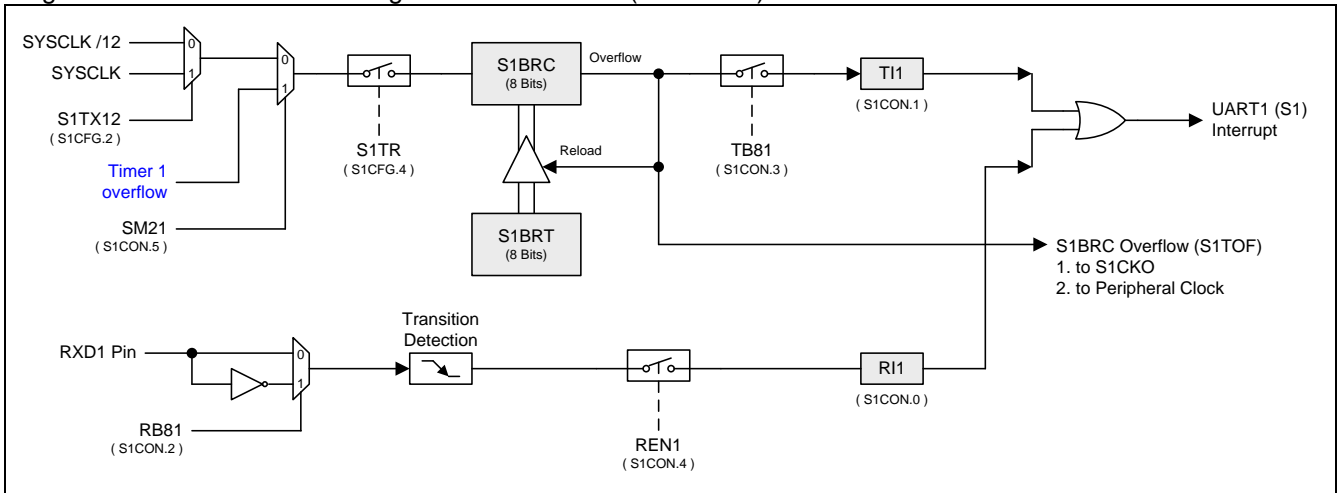 SYSCLK /12
SYSCLK
S1TX12
( S1CFG.2 )
Timer 1
overflow
SM21
( S1CON.5 )
0
1
0
1
S1TR
( S1CFG.4 )
S1BRC
(8 Bits)
Overflow
Reload
S1BRT
(8 Bits)
TB81
( S1CON.3 )
TI1
( S1CON.1 )
UART1 (S1)
Interrupt
S1BRC Overflow (S1TOF)
1. to S1CKO
2. to Peripheral Clock
RXD1 Pin
0
1
RB81
( S1CON.2 )
Transition
Detection
REN1
( S1CON.4 )
RI1
( S1CON.0 )